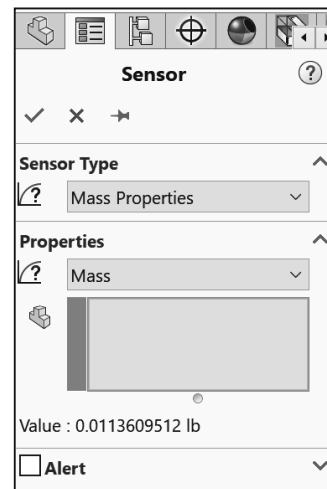 Sensor
Sensor Type
Mass Properties
Properties
Mass
Value : 0.0113609512 lb
Alert